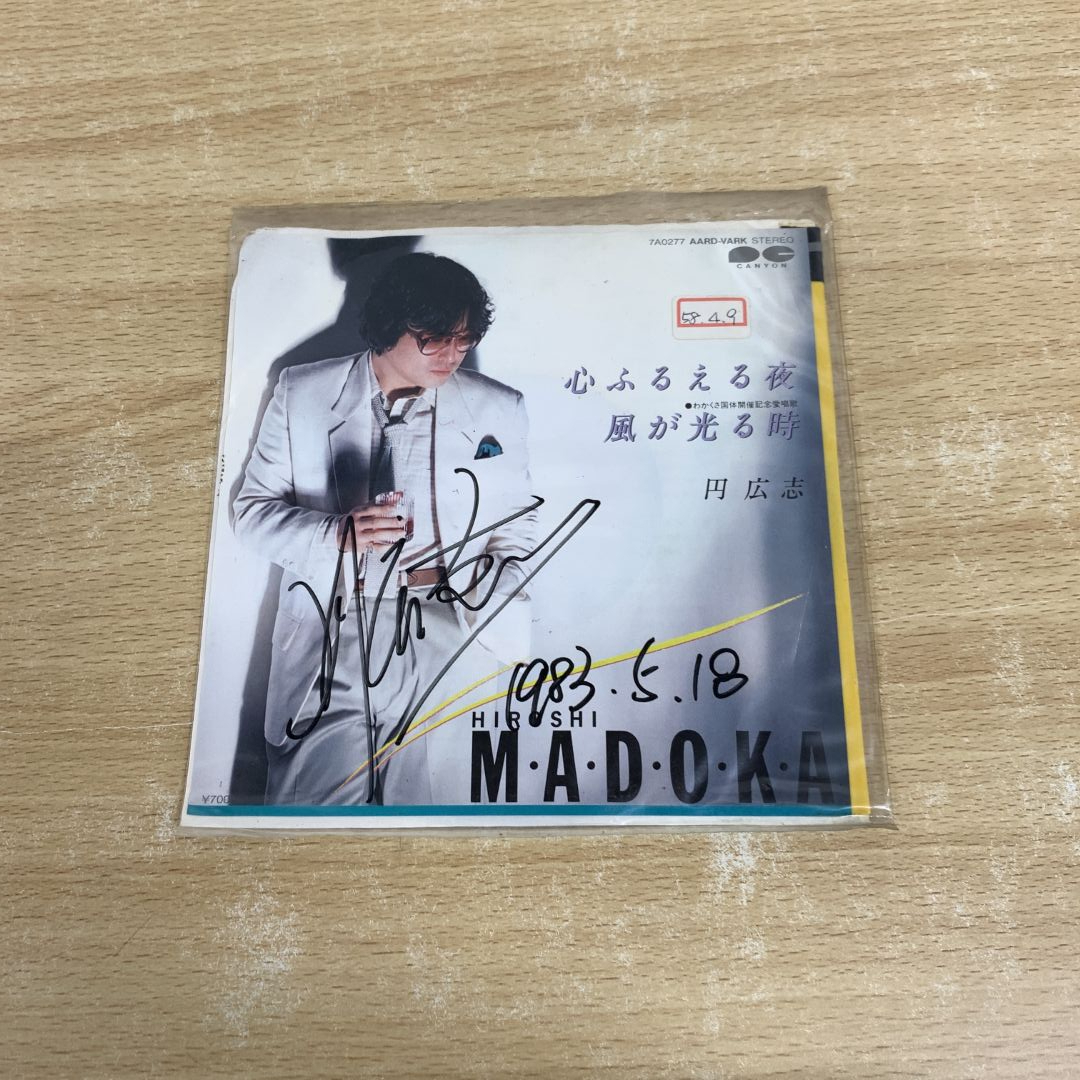 7A0277 AARD-VARK STEREO
PC
CANYON
58.4.9
心ふるえる夜
●わかくさ国体開催記念愛唱歌
風が光る時
円広志
1983.5.18
HIROSHI
M・A・D・O・K・A
¥700